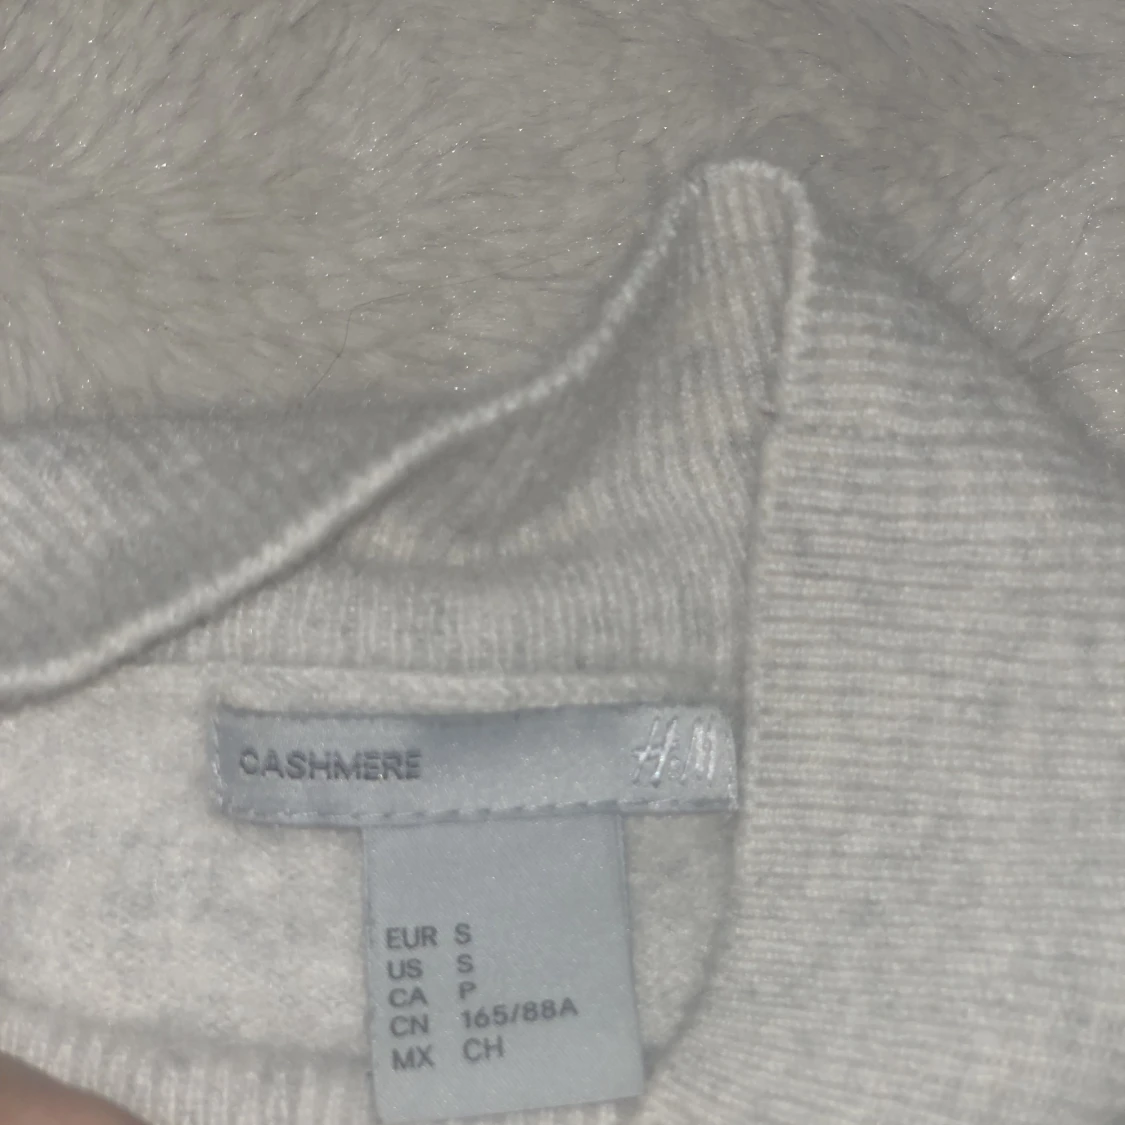 CASHMERE H&M
EUR S
US S
CA P
CN 165/88A
MX CH